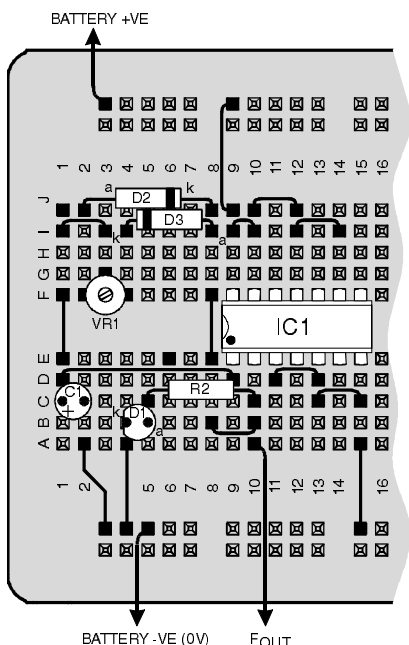 BATTERY +VE
1 2 3 4 5 6 7 8 9 10 11 12 13 14 15 16
J
a D2 k
I
k D3 a
H
G
F
VR1
IC1
E
D
C1
R2
C
+
k D1
B
a
A
1 2 3 4 5 6 7 8 9 10 11 12 13 14 16
BATTERY -VE (0V)
FOUT